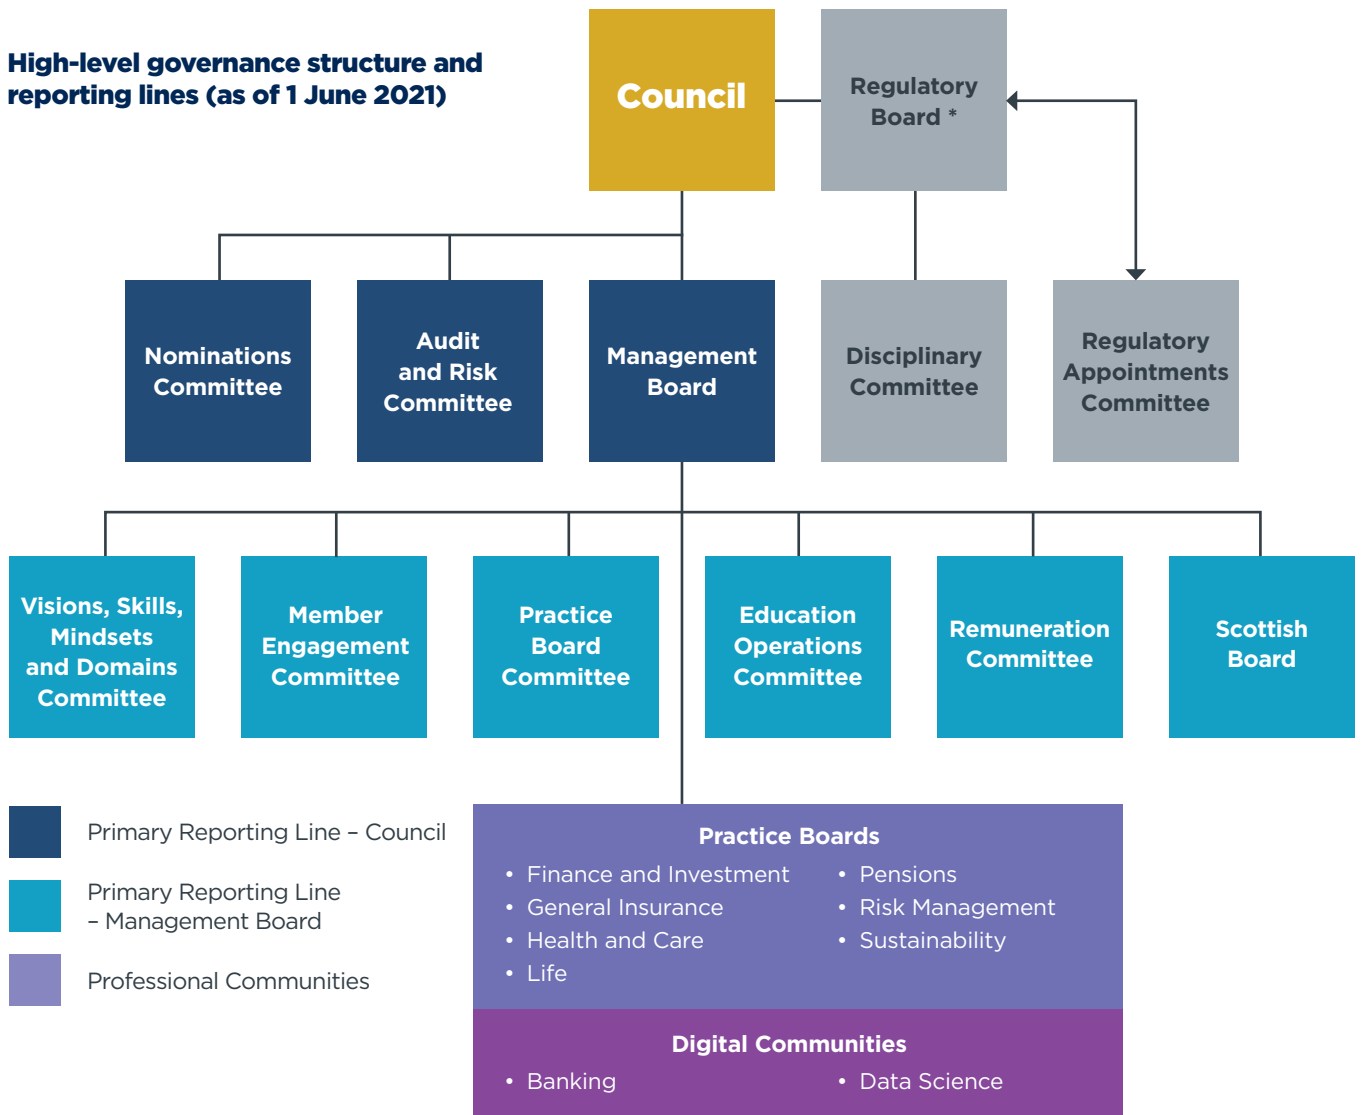 High-level governance structure and
reporting lines (as of 1 June 2021)
Council
Regulatory
Board *
Nominations
Committee
Audit
and Risk
Committee
Management
Board
Disciplinary
Committee
Regulatory
Appointments
Committee
Visions, Skills,
Mindsets
and Domains
Committee
Member
Engagement
Committee
Practice
Board
Committee
Education
Operations
Committee
Remuneration
Committee
Scottish
Board
Primary Reporting Line – Council
Primary Reporting Line
– Management Board
Professional Communities
Practice Boards
• Finance and Investment
• General Insurance
• Health and Care
• Life
• Pensions
• Risk Management
• Sustainability
Digital Communities
• Banking
• Data Science